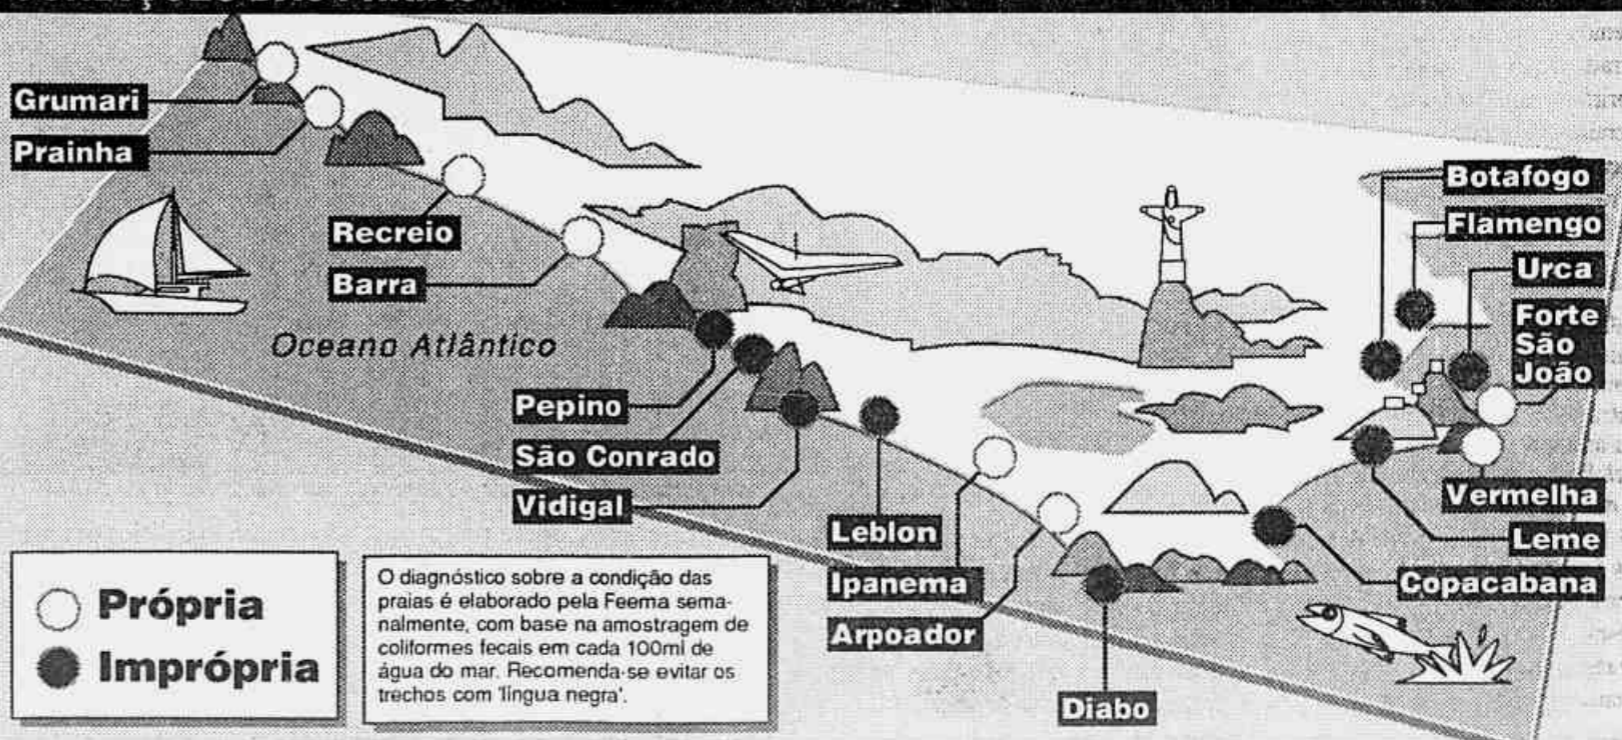 Grumari
Prainha
Recreio
Barra
Oceano Atlântico
Pepino
São Conrado
Vidigal
Leblon
Ipanema
Arpoador
Diabo
Botafogo
Flamengo
Urca
Forte
São
João
Vermelha
Leme
Copacabana
Própria
Imprópria
O diagnóstico sobre a condição das
praias é elaborado pela Feema sema-
nalmente, com base na amostragem de
coliformes fecais em cada 100ml de
água do mar. Recomenda-se evitar os
trechos com 'língua negra'.